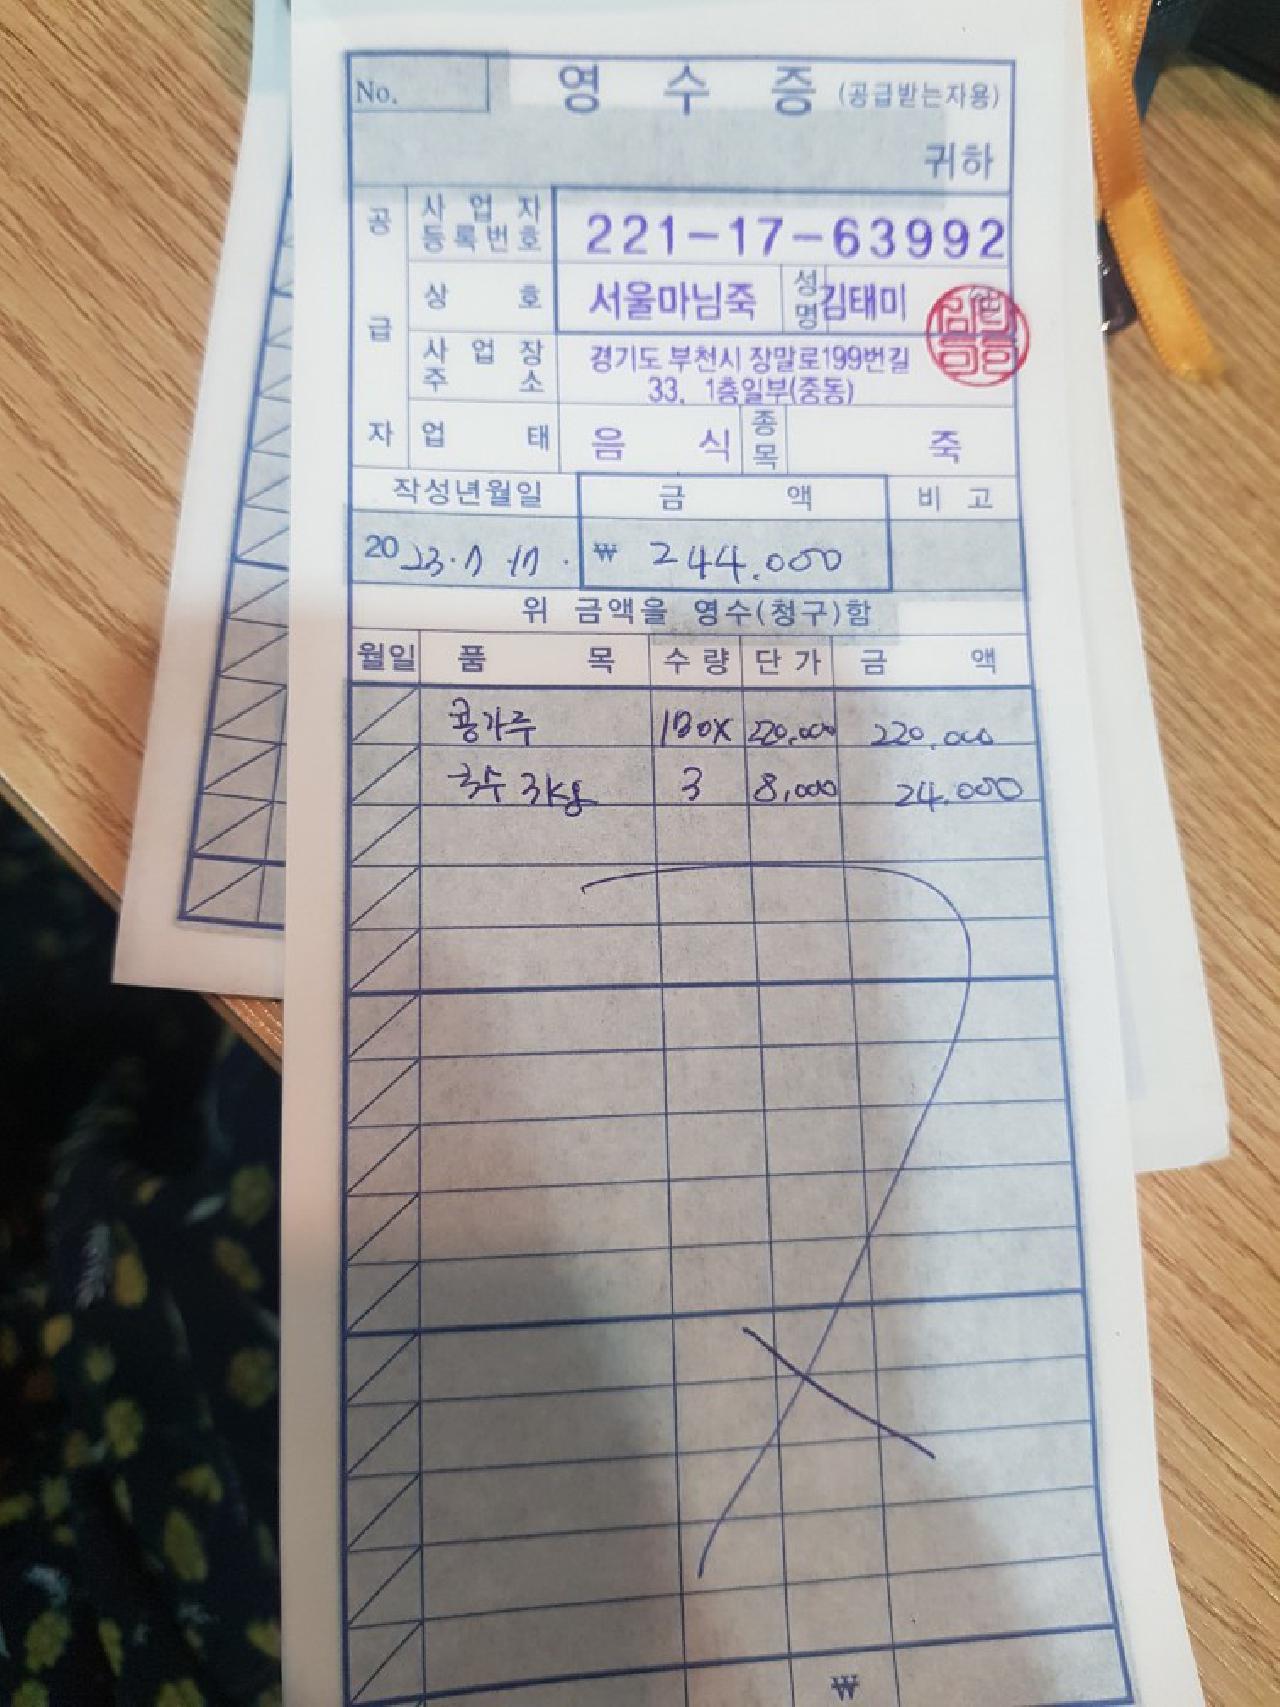 No. 영 수 증 (공급받는자용)
귀하
공 급 자
사업자등록번호 221-17-63992
상 호 서울마님죽 성명 김태미
사업장주소 경기도 부천시 장말로199번길
33. 1층일부(중동)
업 태 음 식 종목 죽
작성년월일 금 액 비 고
2023.7.17. ₩ 244.000
위 금액을 영수(청구)함
월일 품 목 수 량 단 가 금 액
콩가루 1BOX 220,000 220,000
국수 3kg 3 8,000 24.000
₩